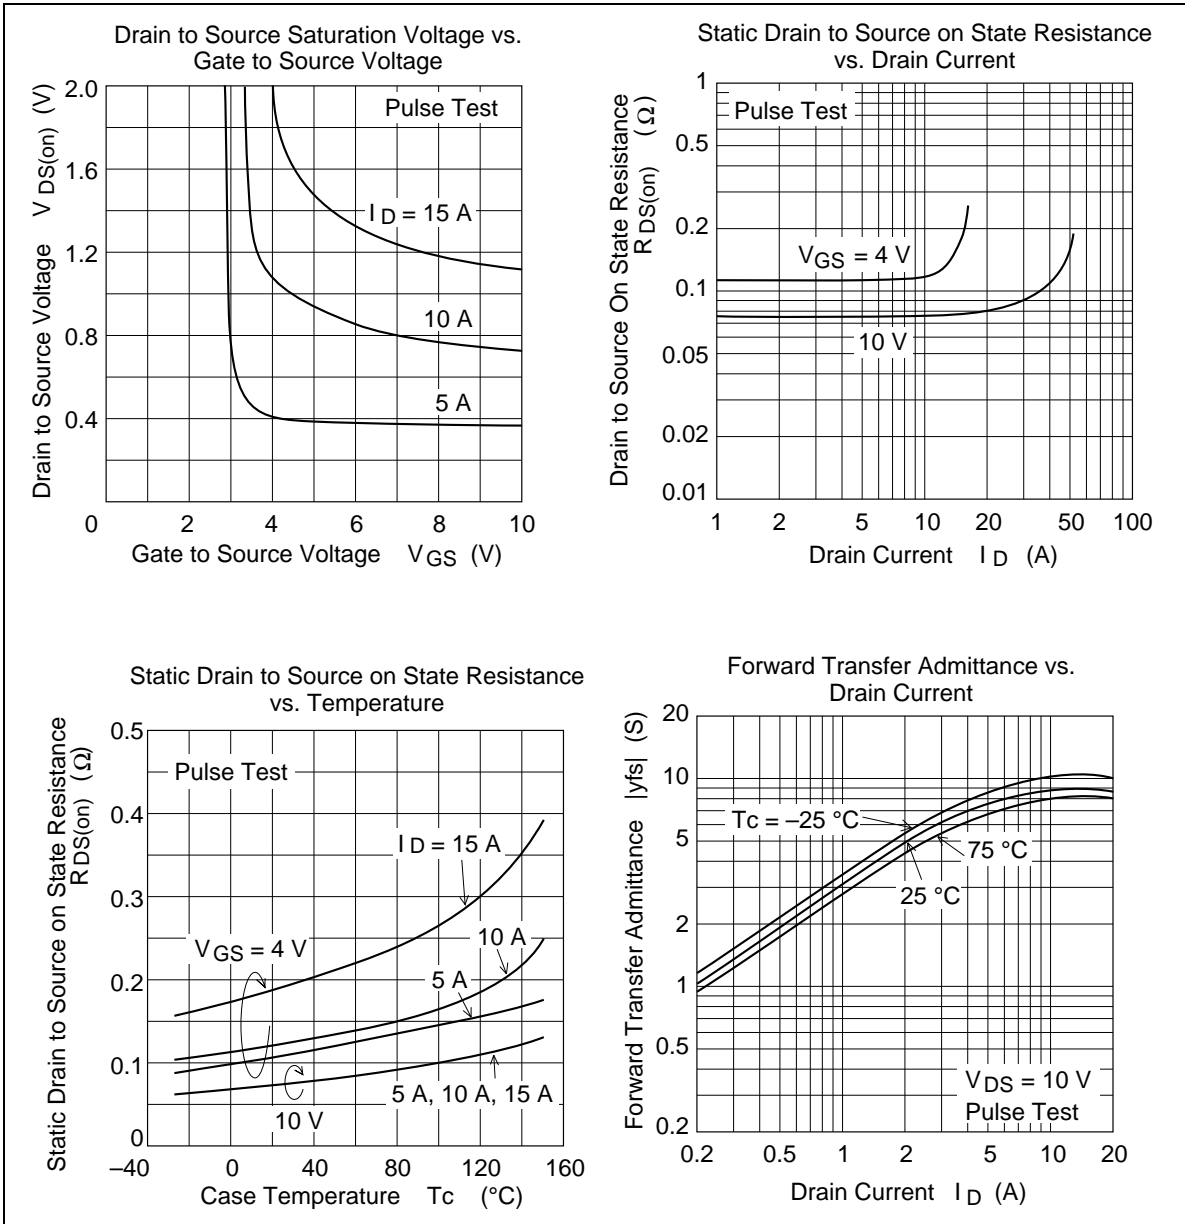 Drain to Source Saturation Voltage vs.
Gate to Source Voltage
Drain to Source Voltage V DS(on) (V)
2.0
1.6
1.2
0.8
0.4
0
2
4
6
8
10
Pulse Test
I D = 15 A
10 A
5 A
Gate to Source Voltage V GS (V)
Static Drain to Source on State Resistance
vs. Drain Current
Drain to Source On State Resistance
R DS(on) (Ω)
1
0.5
0.2
0.1
0.05
0.02
0.01
1
2
5
10
20
50
100
Pulse Test
VGS = 4 V
10 V
Drain Current I D (A)
Static Drain to Source on State Resistance
vs. Temperature
Static Drain to Source on State Resistance
RDS(on) (Ω)
0.5
0.4
0.3
0.2
0.1
0
–40
0
40
80
120
160
Pulse Test
I D = 15 A
VGS = 4 V
10 A
5 A
5 A, 10 A, 15 A
10 V
Case Temperature Tc (°C)
Forward Transfer Admittance vs.
Drain Current
Forward Transfer Admittance |yfs| (S)
20
10
5
2
1
0.5
0.2
0.2
0.5
1
2
5
10
20
Tc = –25 °C
75 °C
25 °C
V DS = 10 V
Pulse Test
Drain Current I D (A)